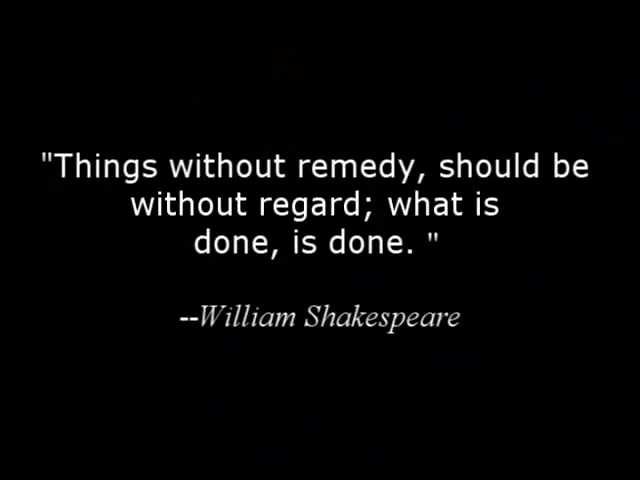 "Things without remedy, should be
without regard; what is
done, is done. "
--William Shakespeare